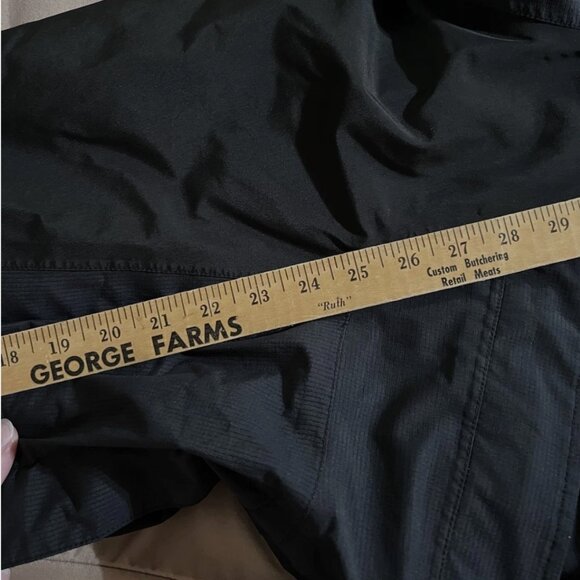 18 19 20 21 22 23 24 25 26 27 28 29
"Ruth"
Custom Butchering
Retail Meats
GEORGE FARMS